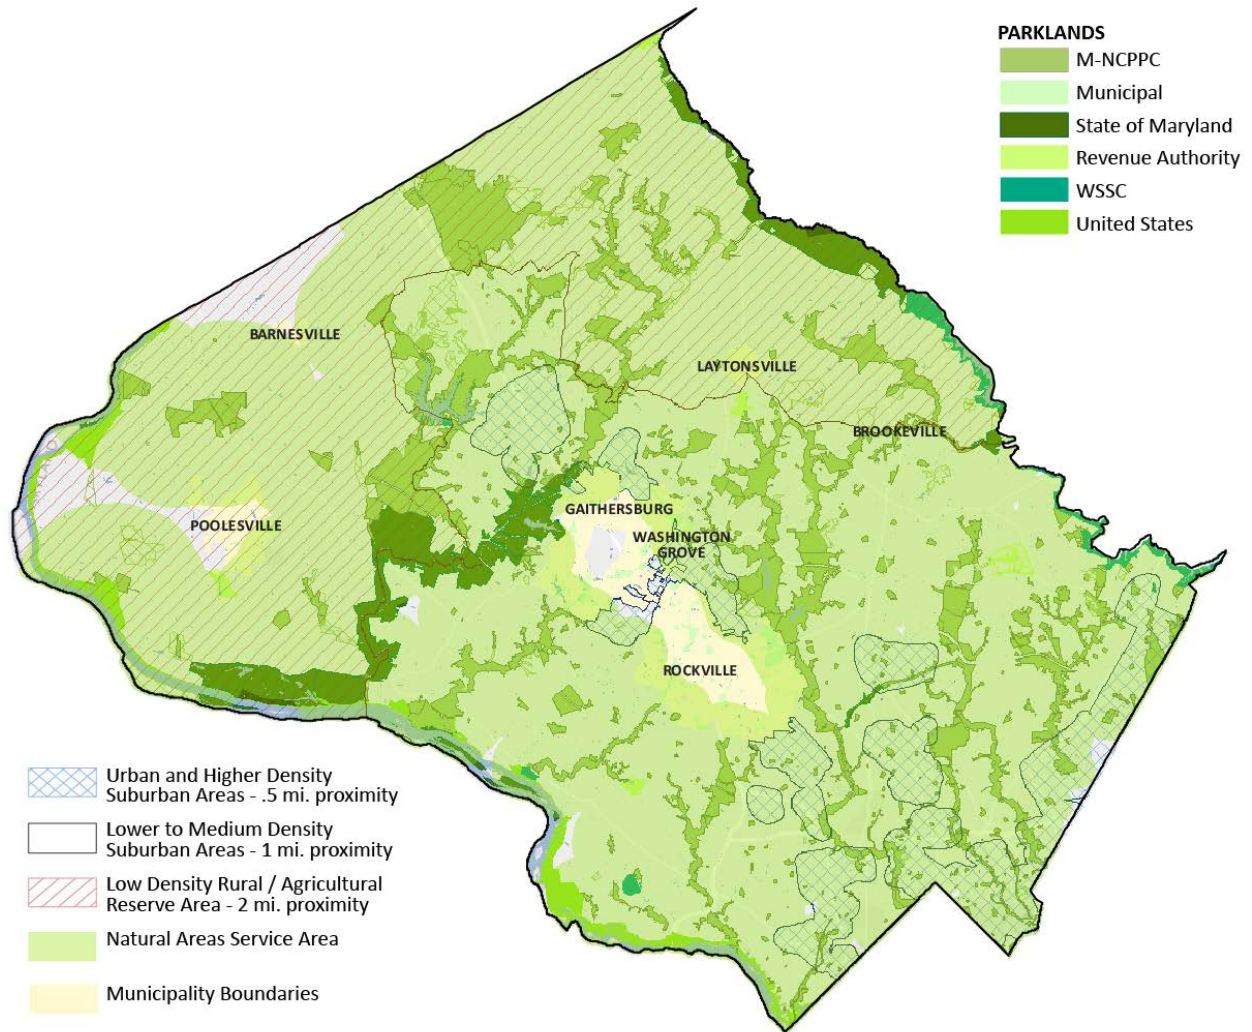 PARKLANDS
M-NCPPC
Municipal
State of Maryland
Revenue Authority
WSSC
United States
BARNESVILLE
LAYTONSVILLE
BROOKEVILLE
POOLESVILLE
GAITHERSBURG
WASHINGTON
GROVE
ROCKVILLE
Urban and Higher Density
Suburban Areas - .5 mi. proximity
Lower to Medium Density
Suburban Areas - 1 mi. proximity
Low Density Rural / Agricultural
Reserve Area - 2 mi. proximity
Natural Areas Service Area
Municipality Boundaries